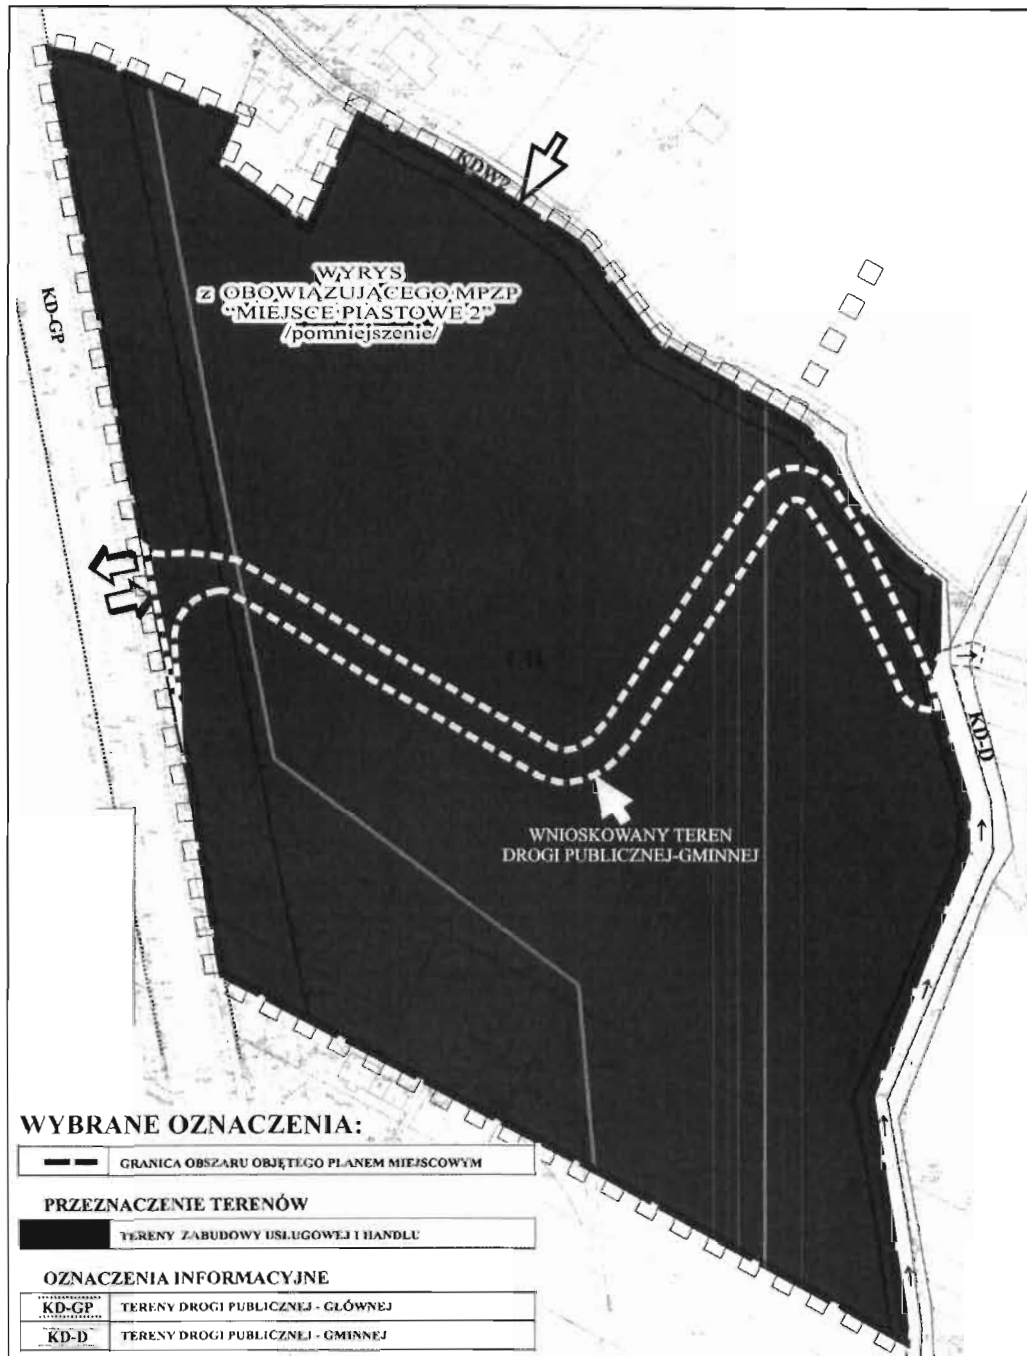 KDW2
WYRYS
z OBOWIĄZUJĄCEGO MPZP
"MIEJSCE PIASTOWE 2"
/pomniejszenie/
KD-GP
KD-D
WNIOSKOWANY TEREN
DROGI PUBLICZNEJ-GMINNEJ
WYBRANE OZNACZENIA:
GRANICA OBSZARU OBJĘTEGO PLANEM MIEJSCOWYM
PRZEZNACZENIE TERENÓW
TERENY ZABUDOWY USŁUGOWEJ I HANDLU
OZNACZENIA INFORMACYJNE
KD-GP TERENY DROGI PUBLICZNEJ - GŁÓWNEJ
KD-D TERENY DROGI PUBLICZNEJ - GMINNEJ